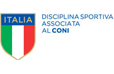 ITALIA
DISCIPLINA SPORTIVA
ASSOCIATA
AL CONI